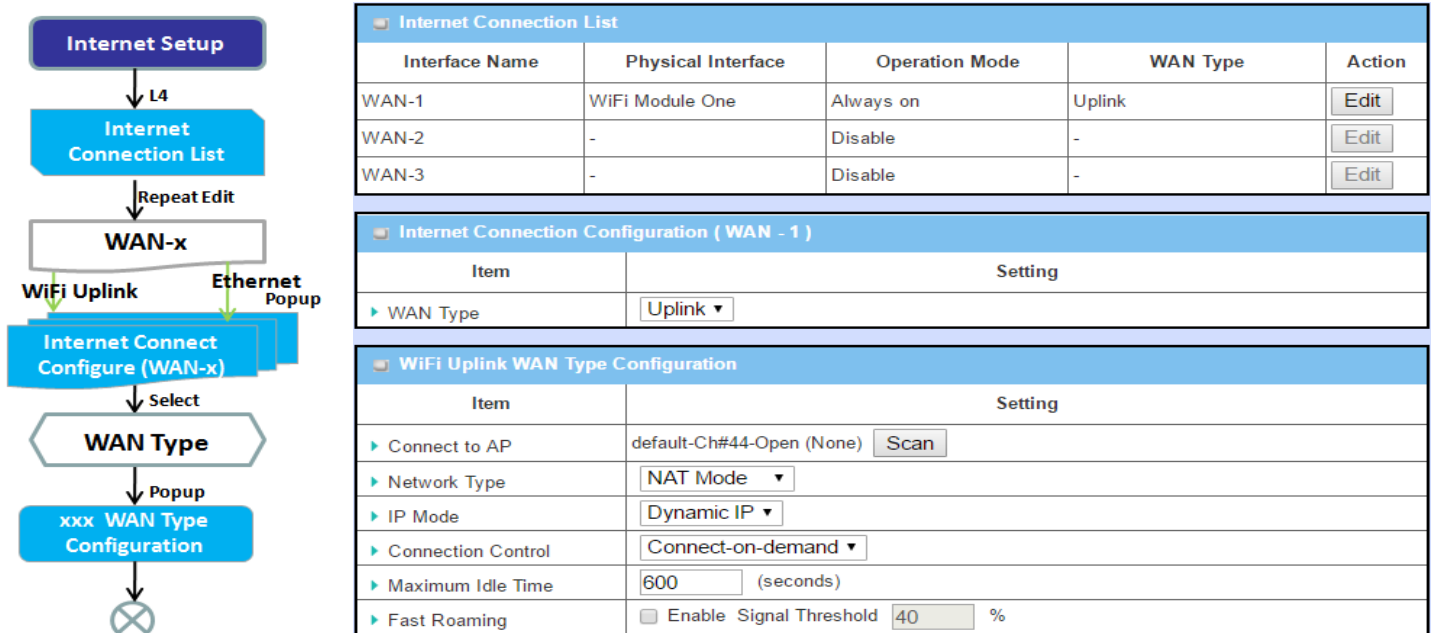 Internet Setup
L4
Internet
Connection List
Repeat Edit
WAN-x
WiFi Uplink
Ethernet
Popup
Internet Connect
Configure (WAN-x)
Select
WAN Type
Popup
xxx WAN Type
Configuration
Internet Connection List
Interface Name Physical Interface Operation Mode WAN Type Action
WAN-1 WiFi Module One Always on Uplink Edit
WAN-2 - Disable - Edit
WAN-3 - Disable - Edit
Internet Connection Configuration ( WAN - 1 )
Item Setting
WAN Type Uplink
WiFi Uplink WAN Type Configuration
Item Setting
Connect to AP default-Ch#44-Open (None) Scan
Network Type NAT Mode
IP Mode Dynamic IP
Connection Control Connect-on-demand
Maximum Idle Time 600 (seconds)
Fast Roaming Enable Signal Threshold 40 %